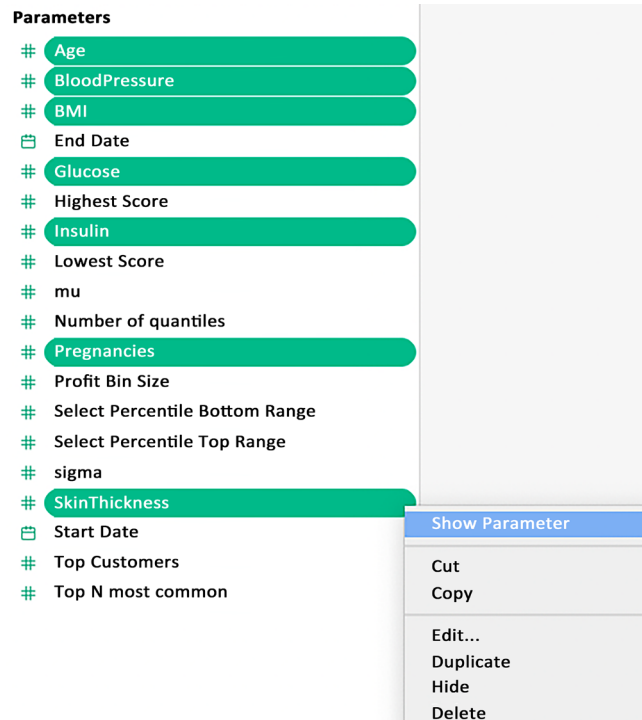 Parameters
Age
BloodPressure
BMI
End Date
Glucose
Highest Score
Insulin
Lowest Score
mu
Number of quantiles
Pregnancies
Profit Bin Size
Select Percentile Bottom Range
Select Percentile Top Range
sigma
SkinThickness
Start Date
Top Customers
Top N most common
Show Parameter
Cut
Copy
Edit...
Duplicate
Hide
Delete